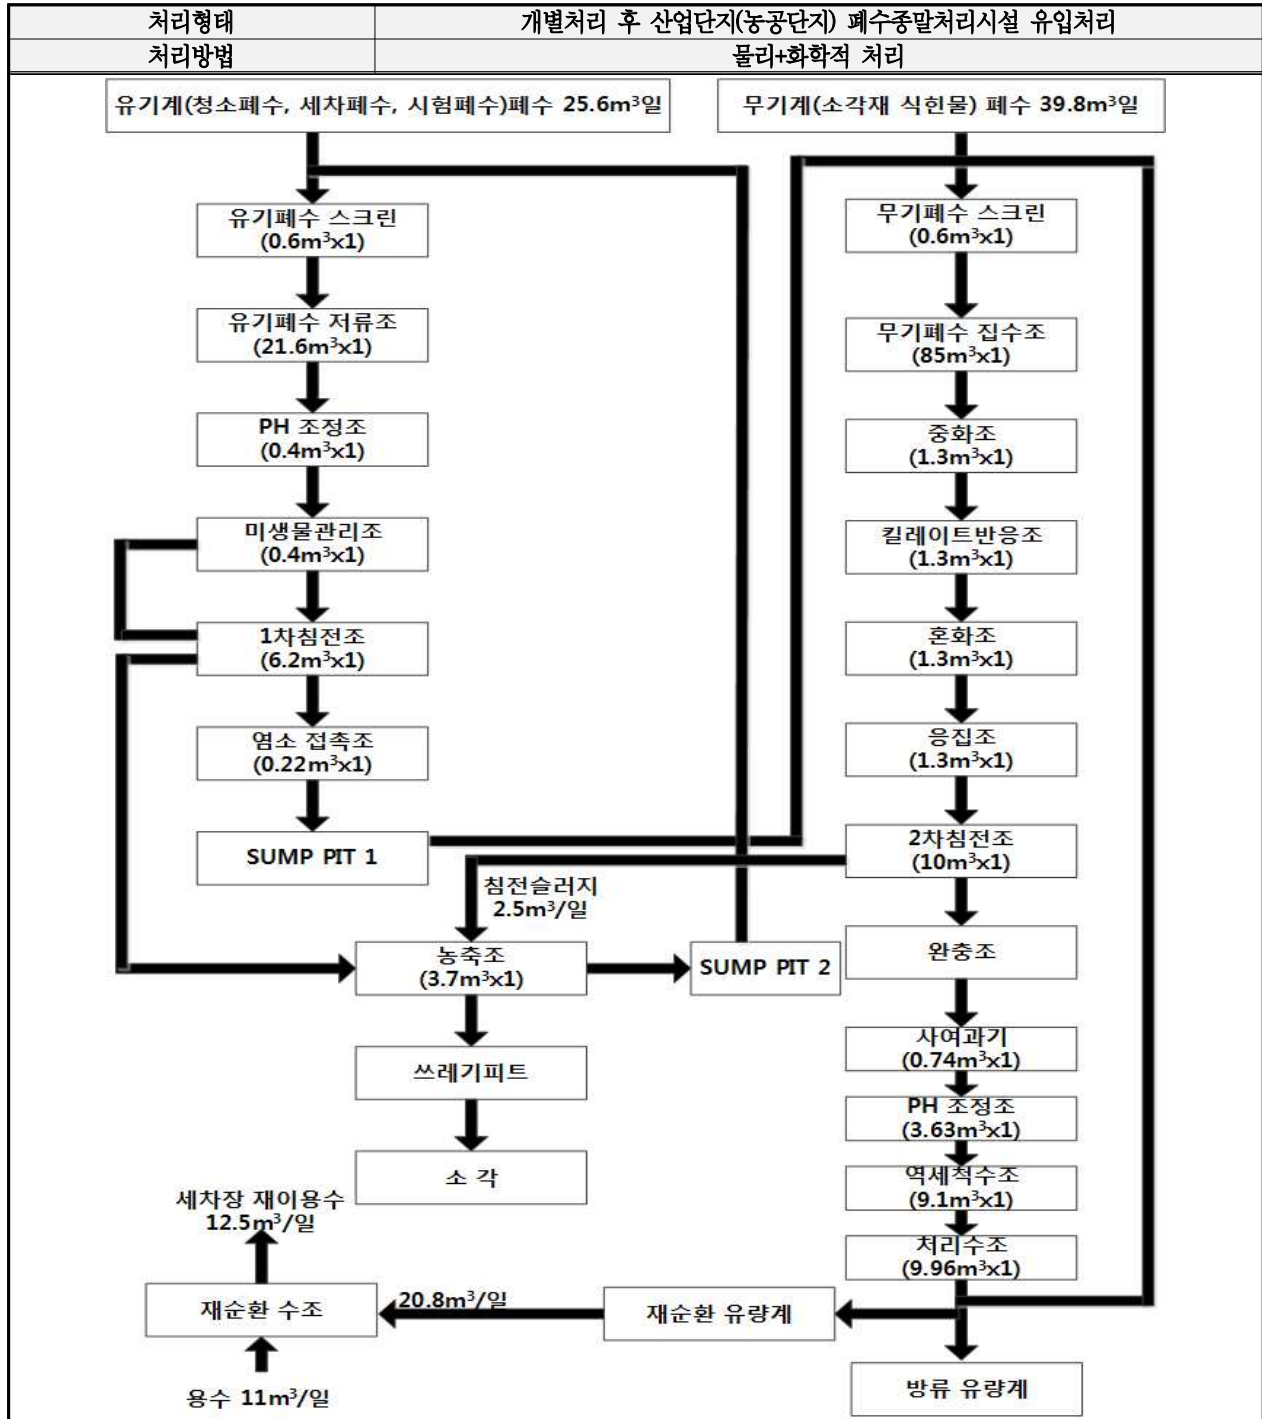 처리형태
개별처리 후 산업단지(농공단지) 폐수종말처리시설 유입처리
처리방법
물리+화학적 처리
유기계(청소폐수, 세차폐수, 시험폐수)폐수 25.6m³일
유기폐수 스크린
(0.6m³x1)
유기폐수 저류조
(21.6m³x1)
PH 조정조
(0.4m³x1)
미생물관리조
(0.4m³x1)
1차침전조
(6.2m³x1)
염소 접촉조
(0.22m³x1)
SUMP PIT 1
무기계(소각재 식힌물) 폐수 39.8m³일
무기폐수 스크린
(0.6m³x1)
무기폐수 집수조
(85m³x1)
중화조
(1.3m³x1)
킬레이트반응조
(1.3m³x1)
혼화조
(1.3m³x1)
응집조
(1.3m³x1)
2차침전조
(10m³x1)
침전슬러지
2.5m³/일
농축조
(3.7m³x1)
SUMP PIT 2
쓰레기피트
소 각
완충조
사여과기
(0.74m³x1)
PH 조정조
(3.63m³x1)
역세척수조
(9.1m³x1)
처리수조
(9.96m³x1)
세차장 재이용수
12.5m³/일
재순환 수조
20.8m³/일
재순환 유량계
용수 11m³/일
방류 유량계